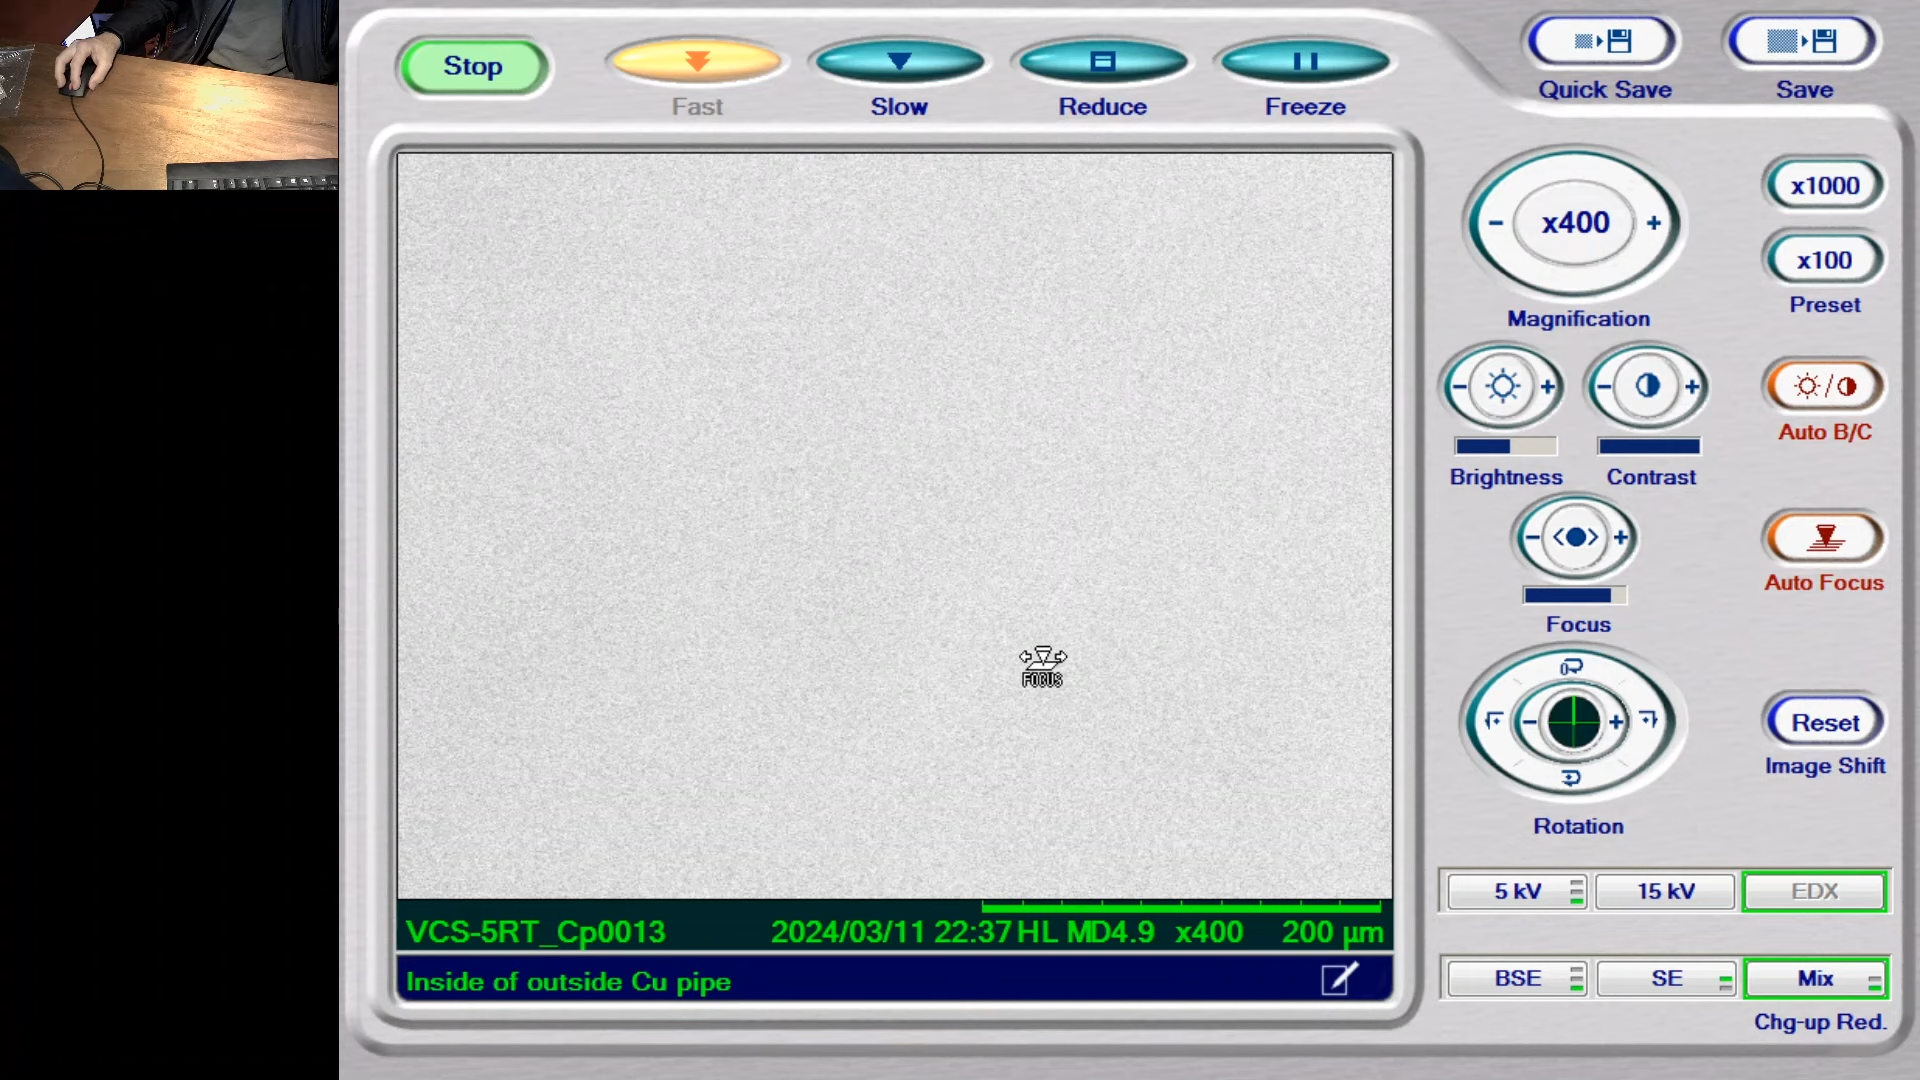 Stop
Fast
Slow
Reduce
Freeze
Quick Save
Save
x400
Magnification
x1000
x100
Preset
Brightness
Contrast
Auto B/C
Focus
FOCUS
Auto Focus
Rotation
Reset
Image Shift
5 kV
15 kV
EDX
VCS-5RT_Cp0013
2024/03/11 22:37 HL MD4.9 x400 200 µm
Inside of outside Cu pipe
BSE
SE
Mix
Chg-up Red.